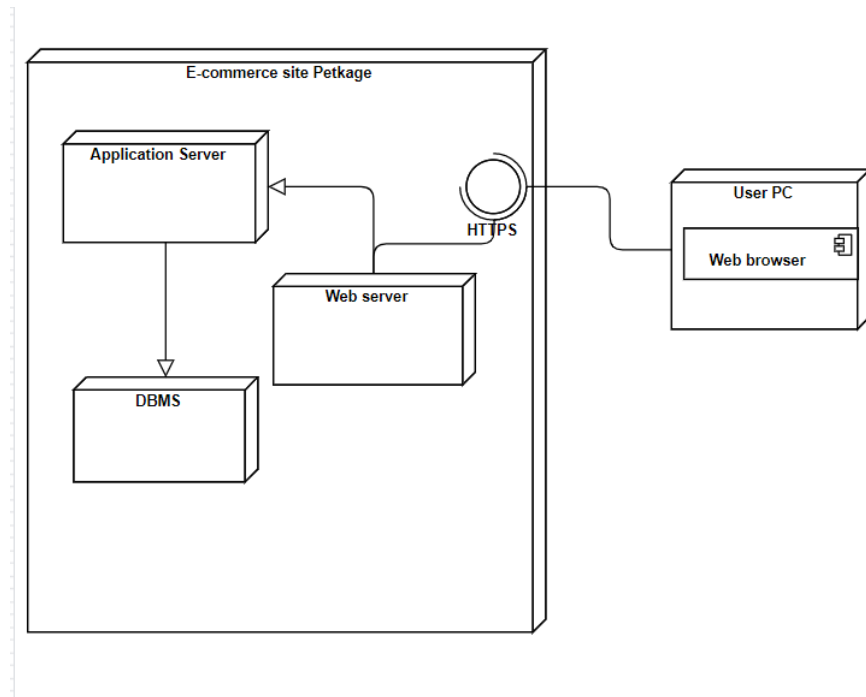 E-commerce site Petkage
Application Server
HTTPS
User PC
Web browser
Web server
DBMS